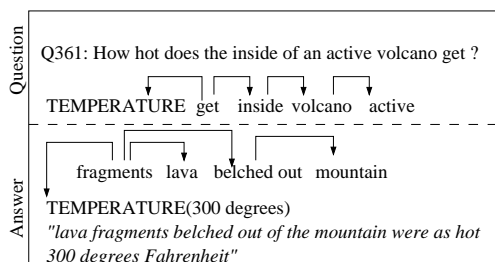 Question
Q361: How hot does the inside of an active volcano get ?
TEMPERATURE get inside volcano active
Answer
fragments lava belched out mountain
TEMPERATURE(300 degrees)
"lava fragments belched out of the mountain were as hot
300 degrees Fahrenheit"